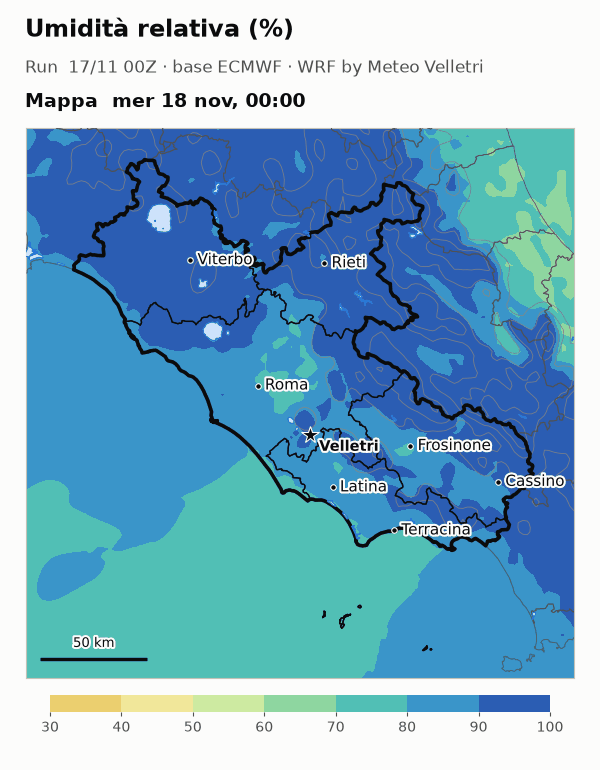 Umidità relativa (%)
Run  17/11 00Z · base ECMWF · WRF by Meteo Velletri
Mappa  mer 18 nov, 00:00
Viterbo
Rieti
Roma
Velletri
Frosinone
Cassino
Latina
Terracina
50 km
30 40 50 60 70 80 90 100